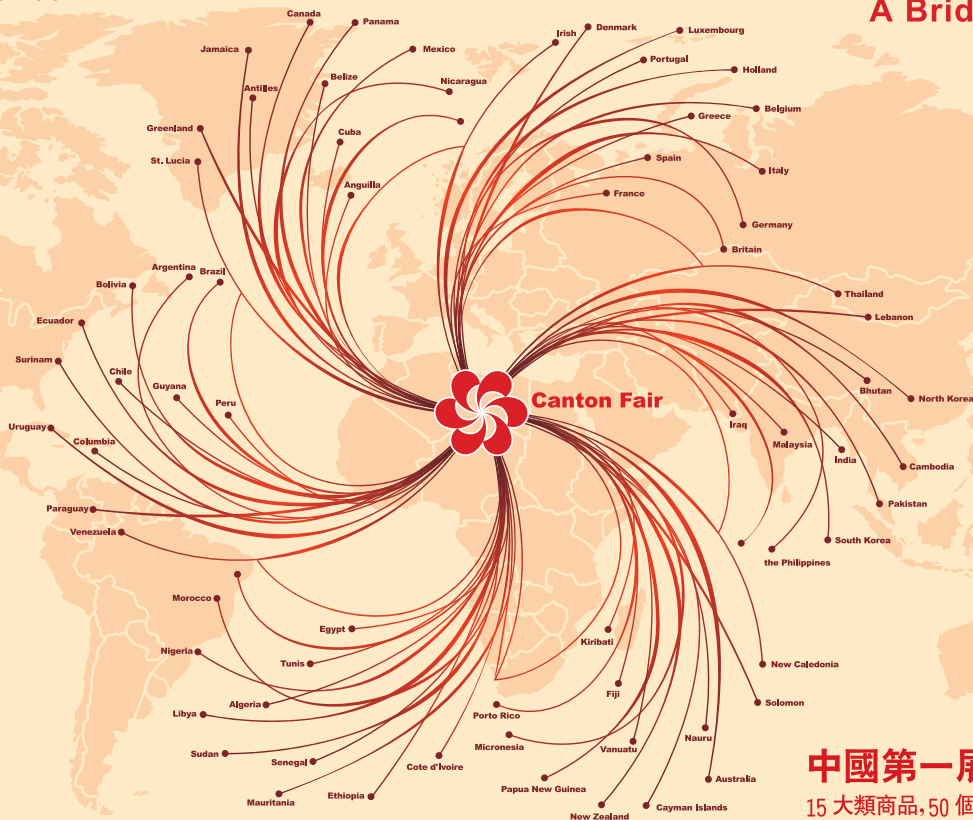 A Brid
Canada
Panama
Irish
Denmark
Luxembourg
Jamaica
Mexico
Portugal
Holland
Belize
Nicaragua
Antilles
Belgium
Greece
Greenland
Cuba
St. Lucia
Spain
Italy
Anguilla
France
Germany
Britain
Argentina
Brazil
Bolivia
Thailand
Ecuador
Lebanon
Surinam
Chile
Guyana
Bhutan
North Korea
Peru
Canton Fair
Iraq
Uruguay
Columbia
Malaysia
India
Cambodia
Paraguay
Pakistan
Venezuela
South Korea
the Philippines
Morocco
Egypt
Kiribati
Nigeria
Tunis
New Caledonia
Fiji
Algeria
Libya
Porto Rico
Solomon
Micronesia
Vanuatu
Nauru
Sudan
Senegal
Cote d'Ivoire
Australia
Papua New Guinea
Mauritania
Ethiopia
New Zealand
Cayman Islands
中國第一展
15 大類商品，50 個